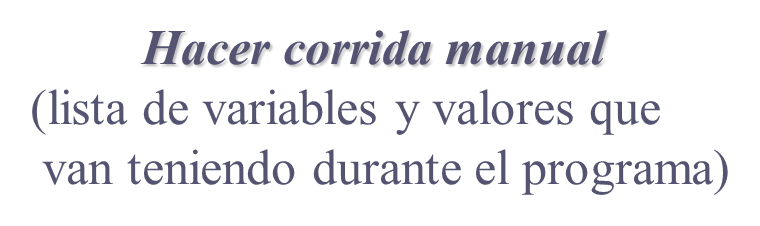 Hacer corrida manual
(lista de variables y valores que
van teniendo durante el programa)